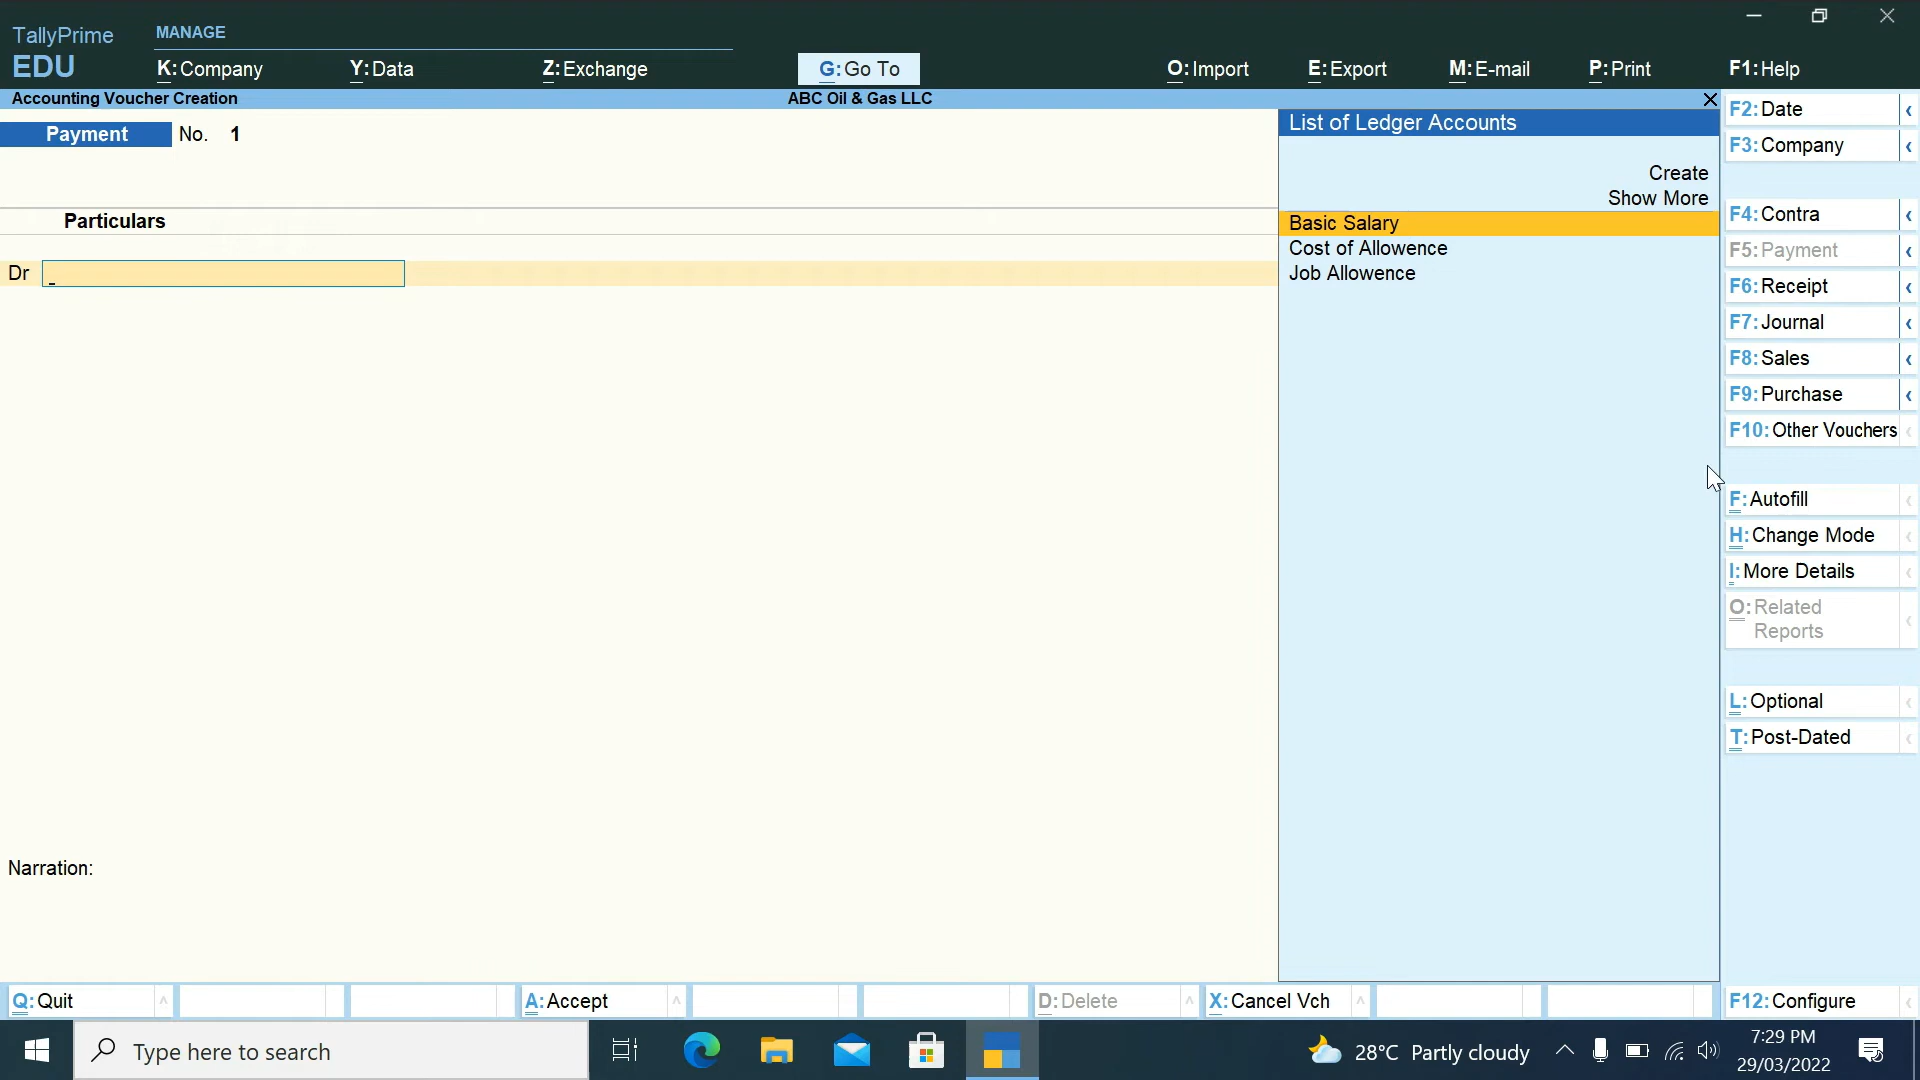 TallyPrime
EDU
MANAGE
K:Company
Y:Data
Z:Exchange
G:Go To
O:Import
E:Export
M:E-mail
P:Print
F1:Help
Accounting Voucher Creation
ABC Oil & Gas LLC
Payment No. 1
Particulars
Dr
Narration:
List of Ledger Accounts
Create
Show More
Basic Salary
Cost of Allowence
Job Allowence
F2:Date
F3:Company
F4:Contra
F5:Payment
F6:Receipt
F7:Journal
F8:Sales
F9:Purchase
F10:Other Vouchers
F:Autofill
H:Change Mode
I:More Details
O:Related
Reports
L:Optional
T:Post-Dated
Q:Quit
A:Accept
D:Delete
X:Cancel Vch
F12:Configure
Type here to search
28°C Partly cloudy
7:29 PM
29/03/2022